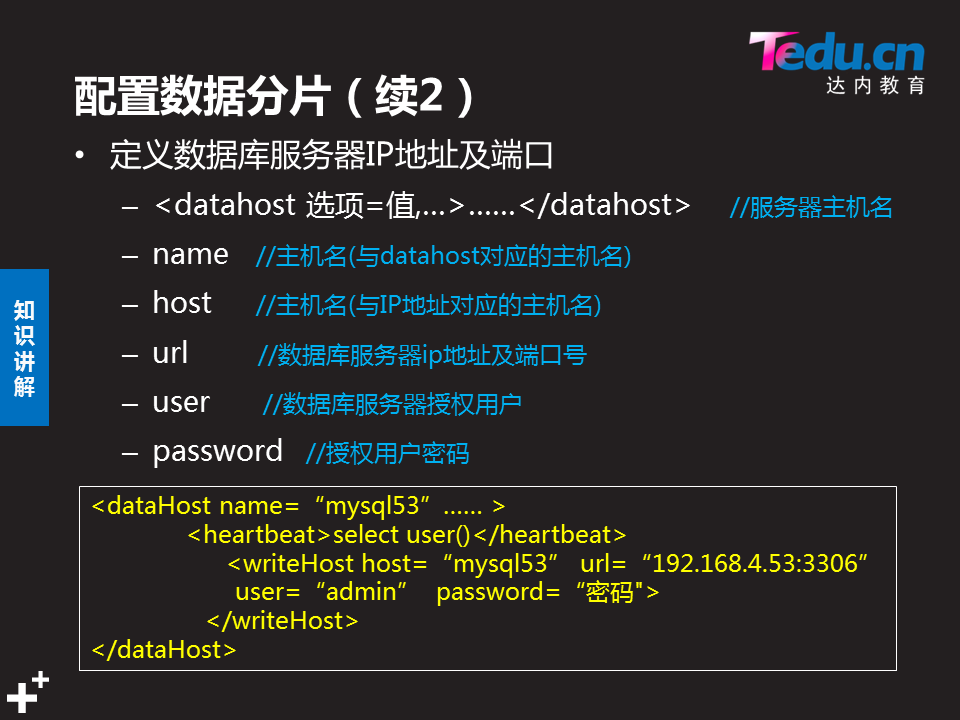 Tedu.cn
达内教育
配置数据分片（续2）
• 定义数据库服务器IP地址及端口
– <datahost 选项=值,...>......</datahost> //服务器主机名
– name //主机名(与datahost对应的主机名)
– host //主机名(与IP地址对应的主机名)
– url //数据库服务器ip地址及端口号
– user //数据库服务器授权用户
– password //授权用户密码
知识讲解
<dataHost name=“mysql53”...... >
<heartbeat>select user()</heartbeat>
<writeHost host=“mysql53” url=“192.168.4.53:3306”
user=“admin” password=“密码">
</writeHost>
</dataHost>